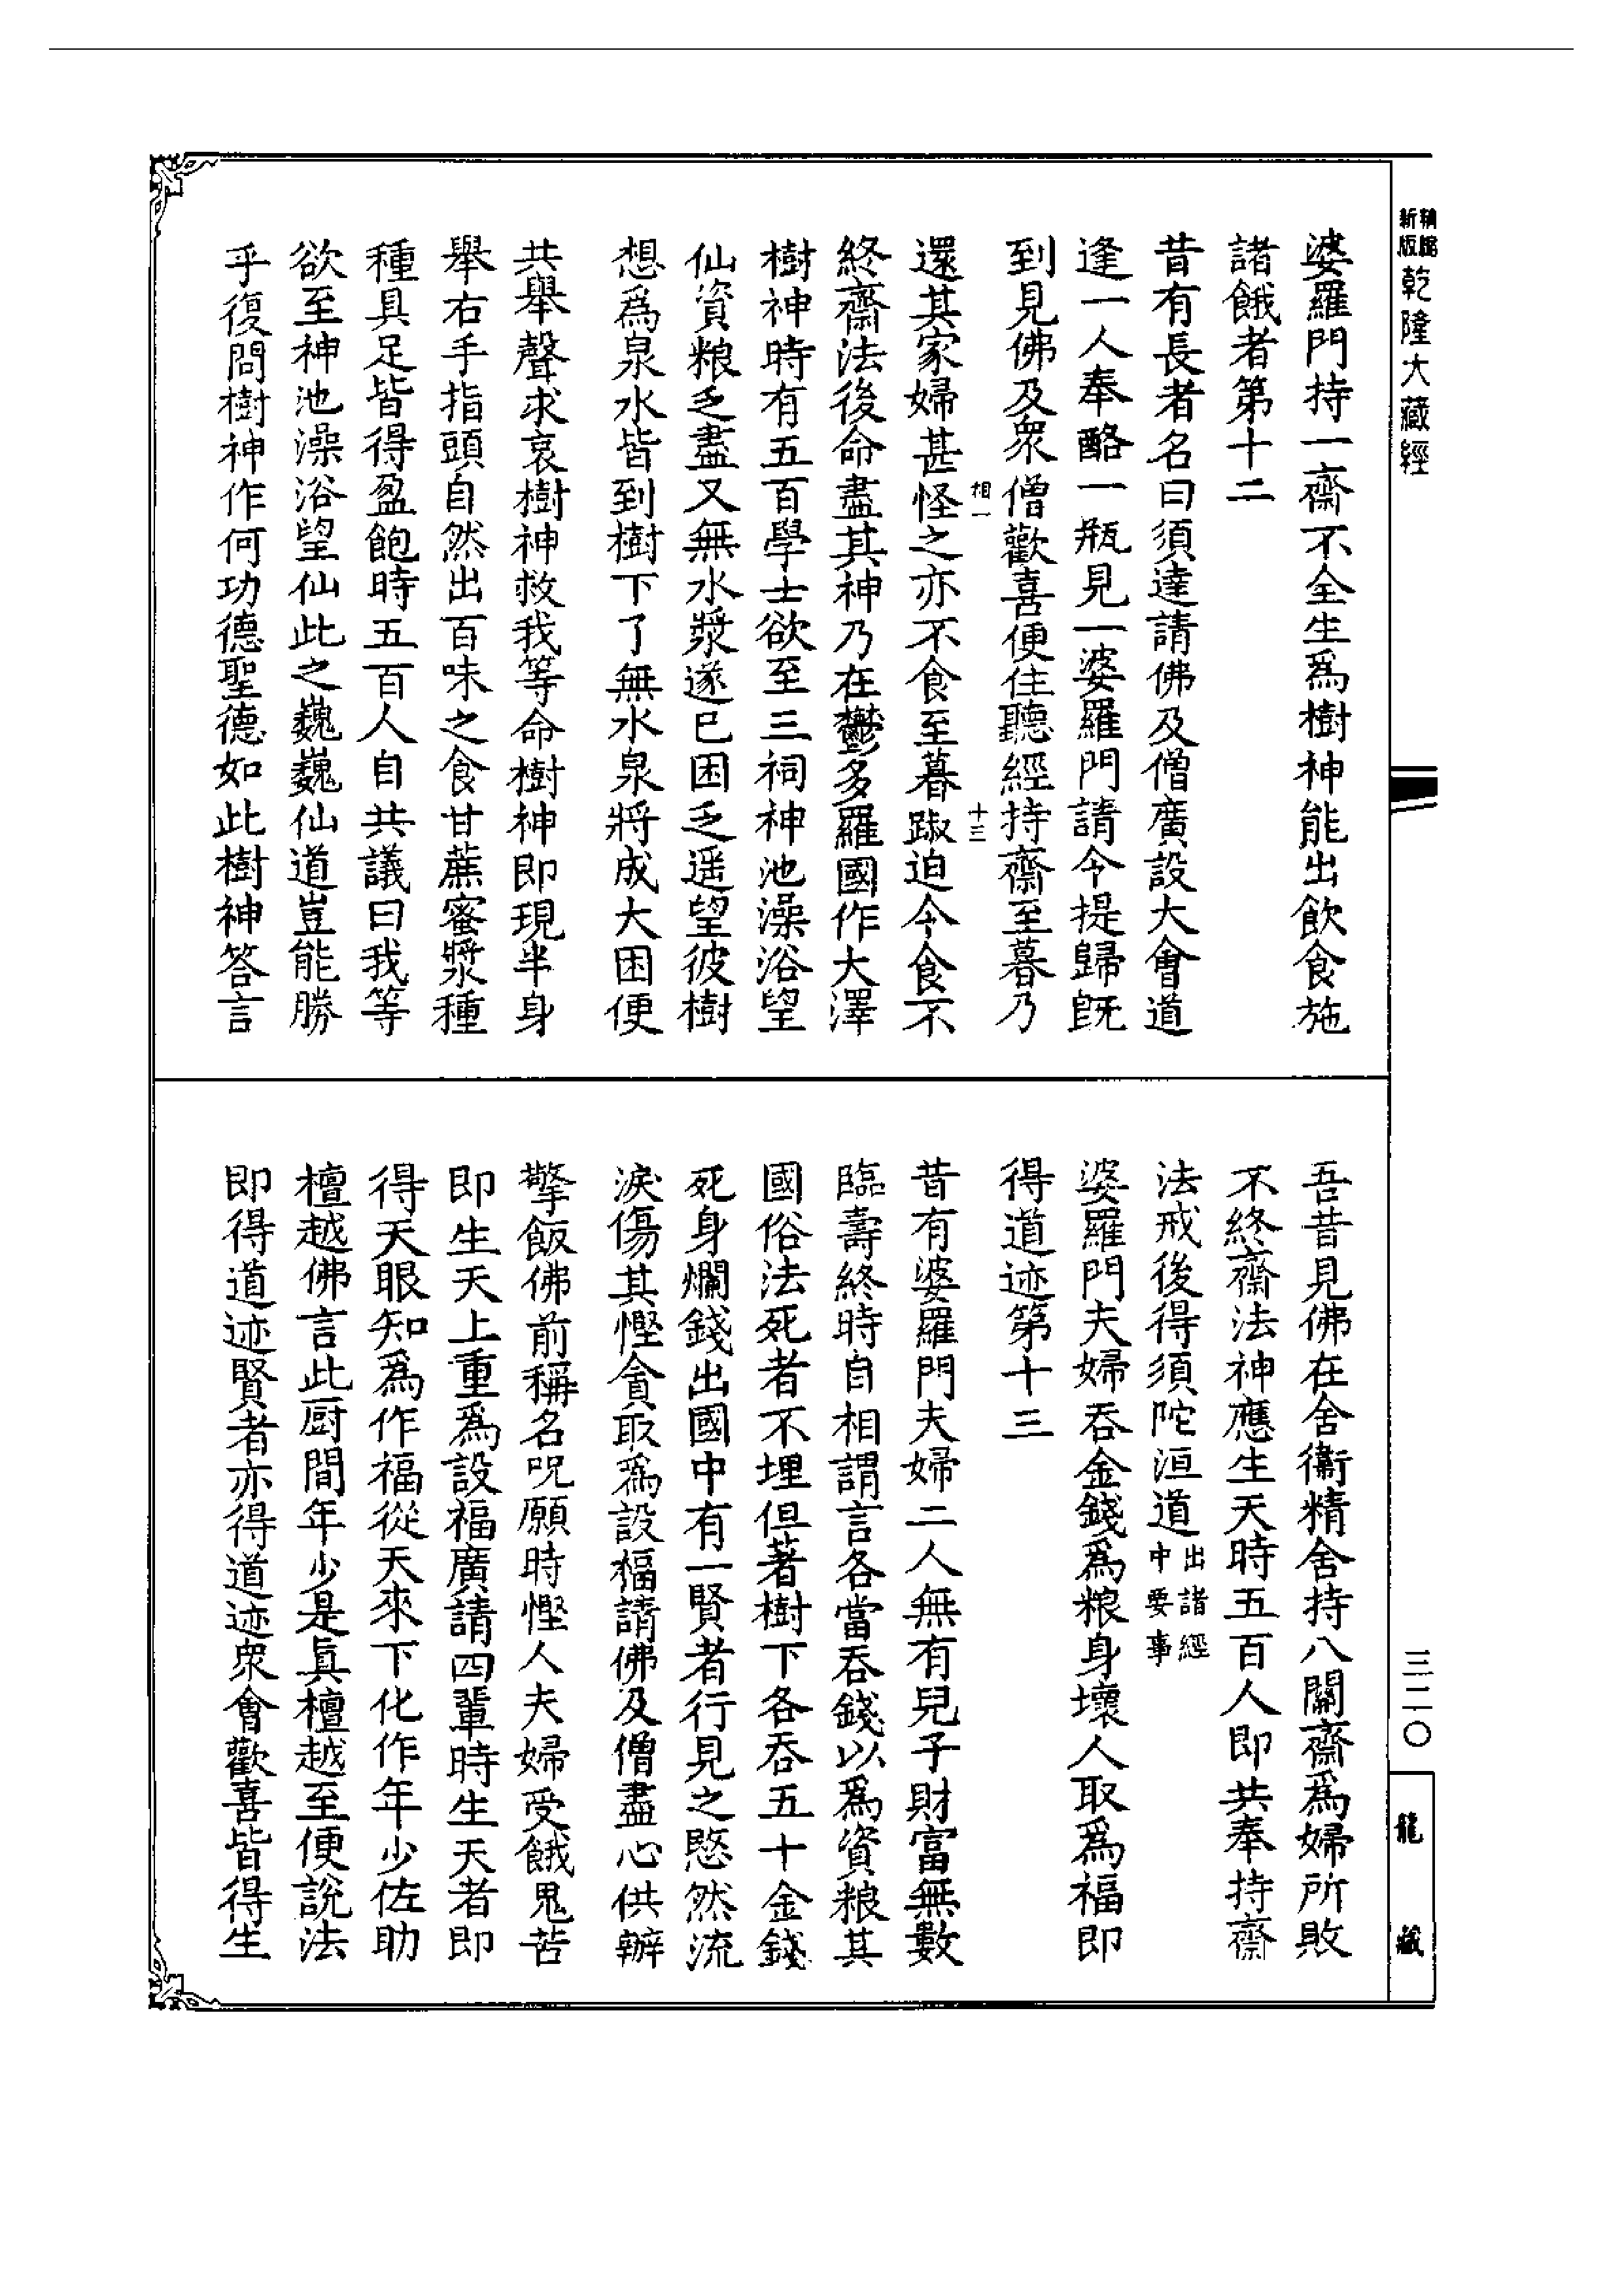 精縮新版乾隆大藏經
婆羅門持一齋不全生爲樹神能出飲食施
諸餓者第十二
昔有長者名曰須達請佛及僧廣設大會道
逢一人奉酪一瓶見一婆羅門請令提歸旣
到見佛及衆僧歡喜便住聽經持齋至暮乃
相一 十三
還其家婦甚怪之亦不食至暮踧迫令食不
終齋法後命盡其神乃在鬱多羅國作大澤
樹神時有五百學士欲至三祠神池澡浴望
仙資粮乏盡又無水漿遂已困乏遥望彼樹
想爲泉水皆到樹下了無水泉將成大困便
共舉聲求哀樹神救我等命樹神即現半身
舉右手指頭自然出百味之食甘蔗蜜漿種
種具足皆得盈飽時五百人自共議曰我等
欲至神池澡浴望仙此之巍巍仙道豈能勝
乎復問樹神作何功德聖德如此樹神答言
吾昔見佛在舍衞精舍持八關齋爲婦所敗
不終齋法神應生天時五百人即共奉持齋
法戒後得須陀洹道出諸經中要事
婆羅門夫婦吞金錢爲粮身壞人取爲福即
得道迹第十三
昔有婆羅門夫婦二人無有兒子財富無數
臨壽終時自相謂言各當吞錢以爲資粮其
國俗法死者不埋但著樹下各吞五十金錢
死身爛錢出國中有一賢者行見之愍然流
淚傷其慳貪取爲設福請佛及僧盡心供辦
擎飯佛前稱名呪願時慳人夫婦受餓鬼苦
即生天上重爲設福廣請四輩時生天者即
得天眼知爲作福從天來下化作年少佐助
檀越佛言此厨間年少是眞檀越至便說法
即得道迹賢者亦得道迹衆會歡喜皆得生
三二〇
龍藏